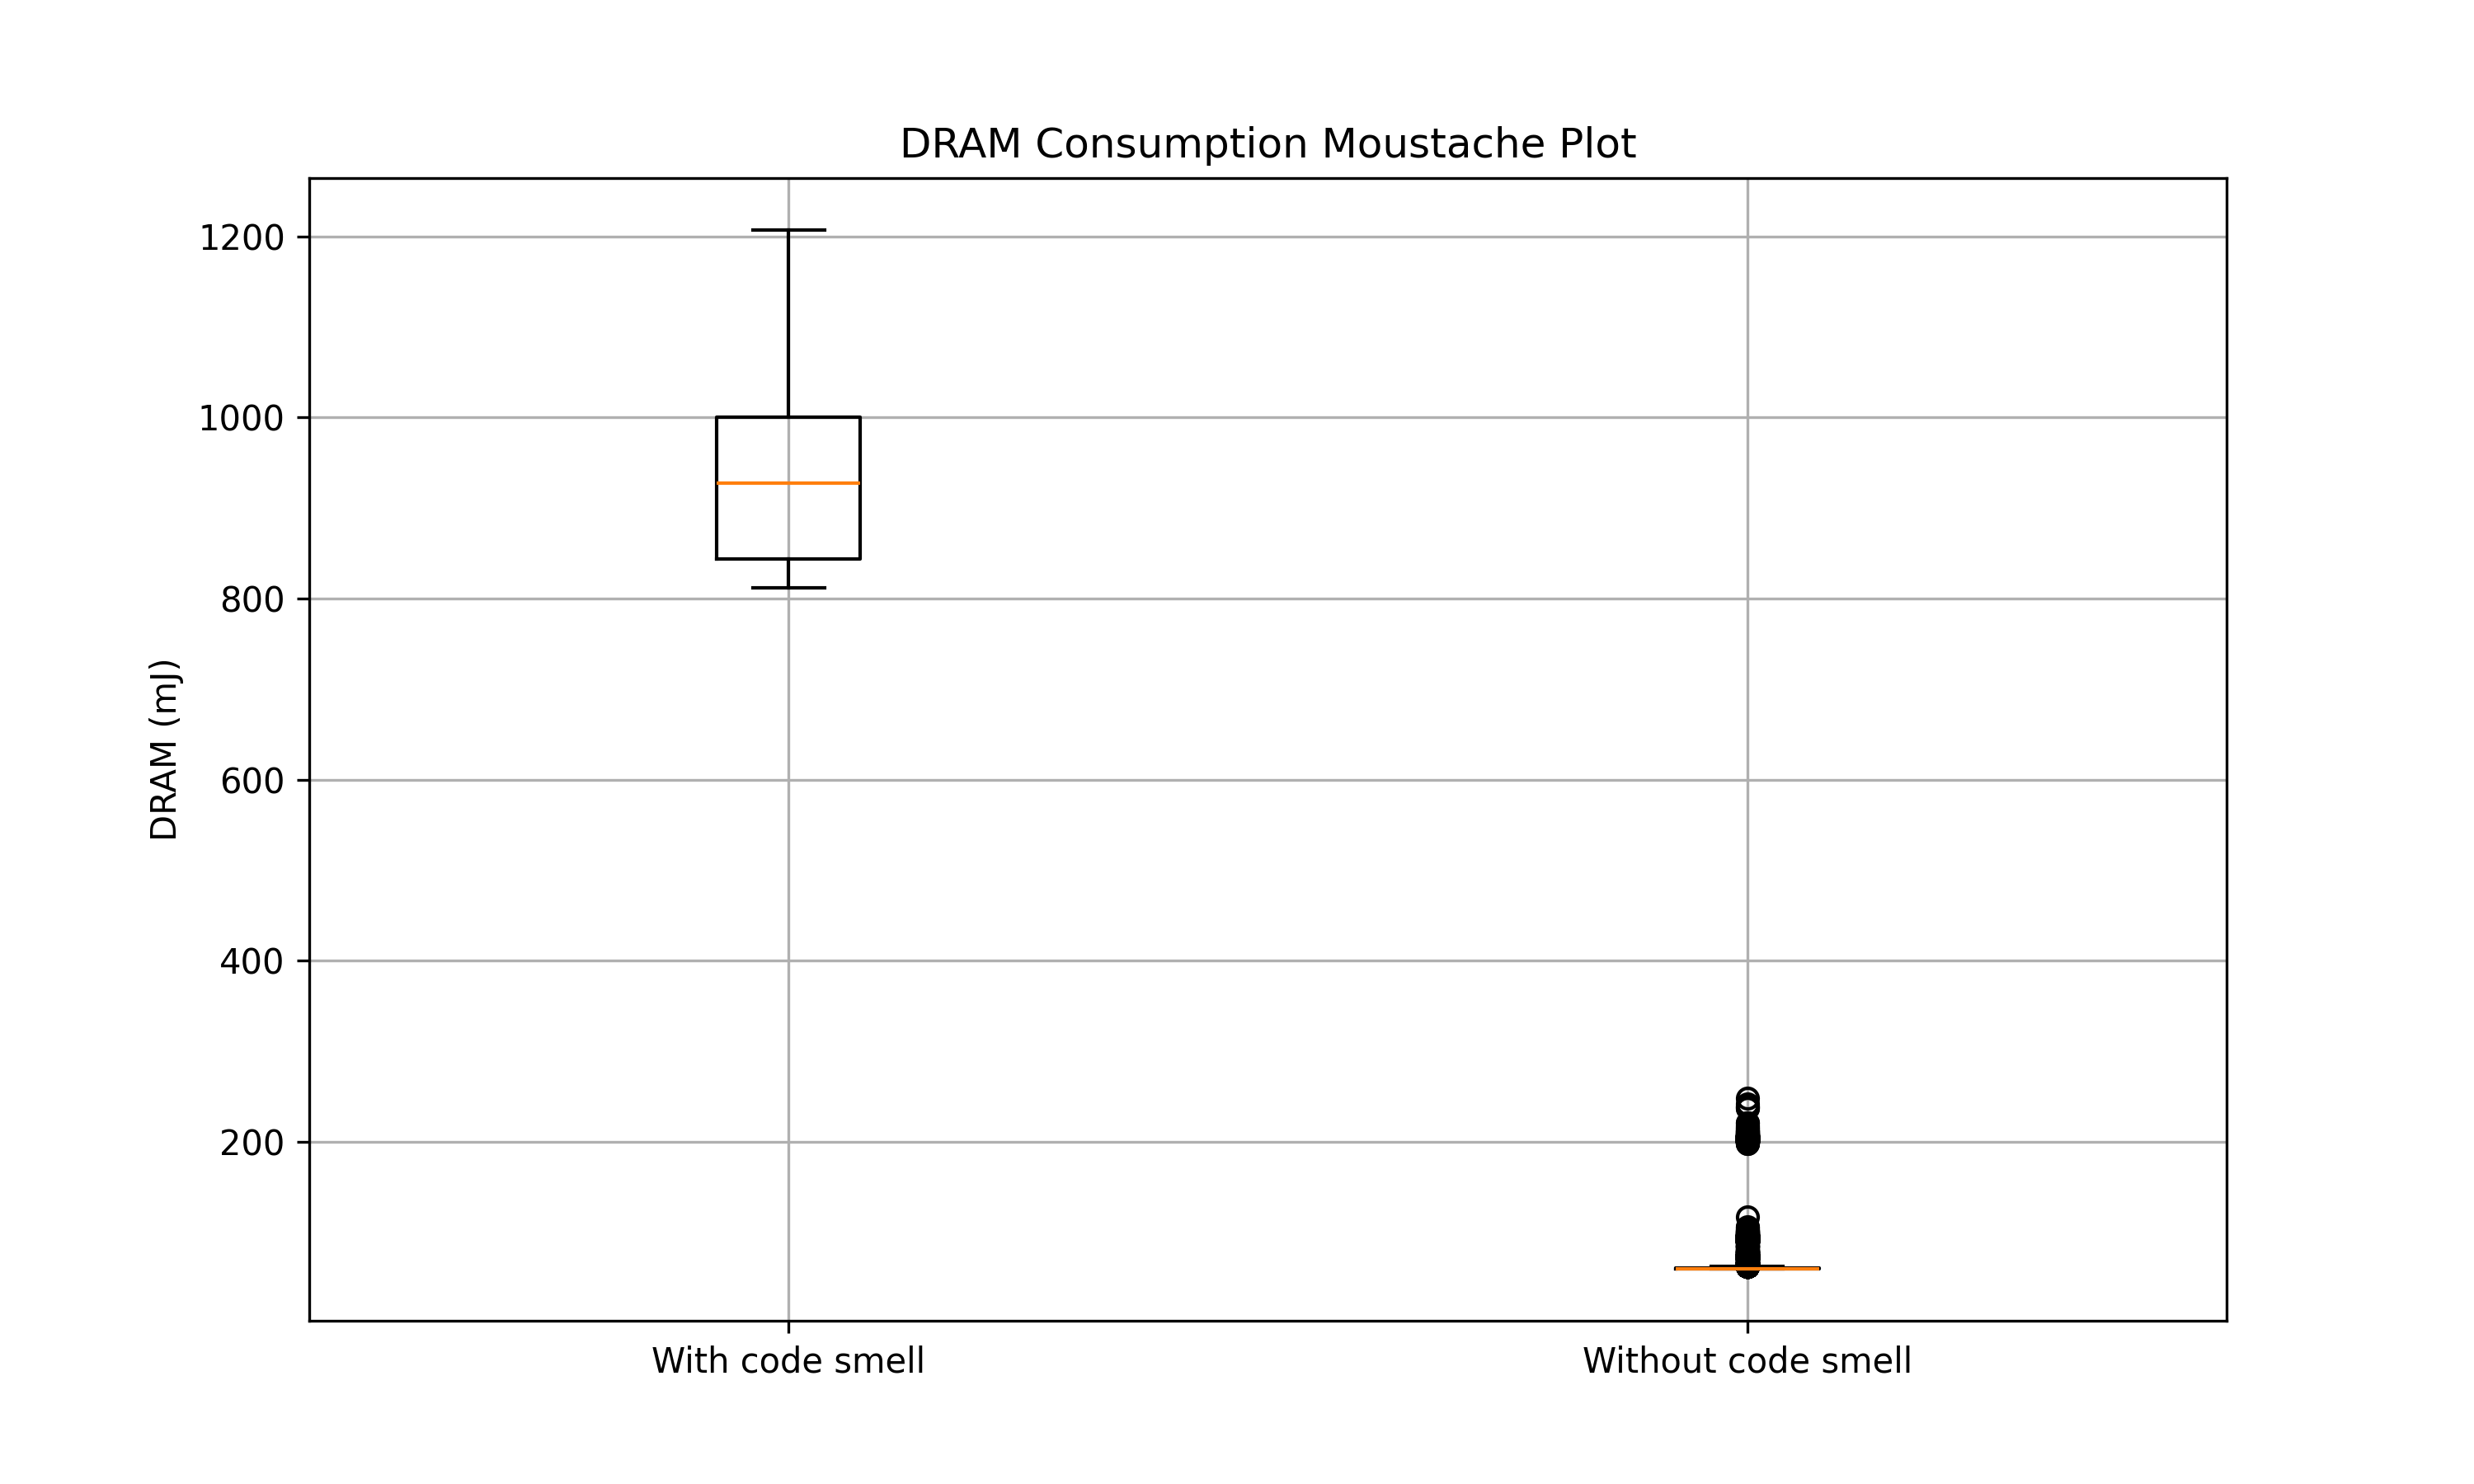 DRAM Consumption Moustache Plot
1200
1000
800
600
400
200
DRAM (mJ)
With code smell
Without code smell